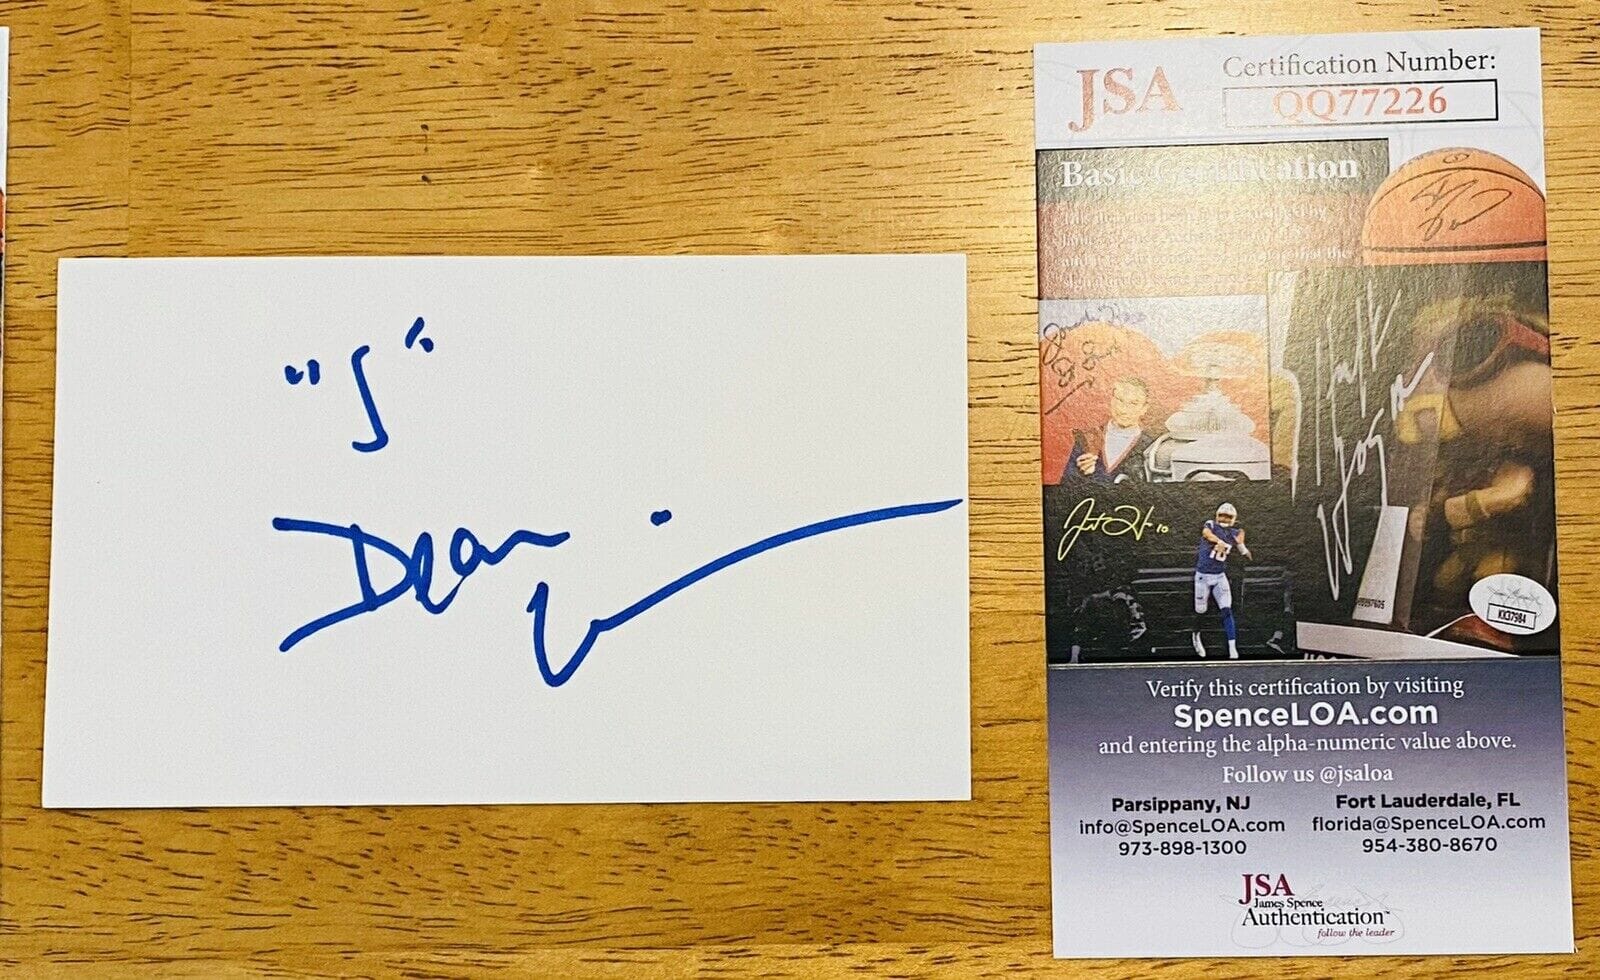 "J"
Dean
JSA
Certification Number:
QQ77226
Basic Certification
KK37984
Verify this certification by visiting
SpenceLOA.com
and entering the alpha-numeric value above.
Follow us @jsaloa
Parsippany, NJ
info@SpenceLOA.com
973-898-1300
Fort Lauderdale, FL
florida@SpenceLOA.com
954-380-8670
JSA
James Spence
Authentication™
follow the leader